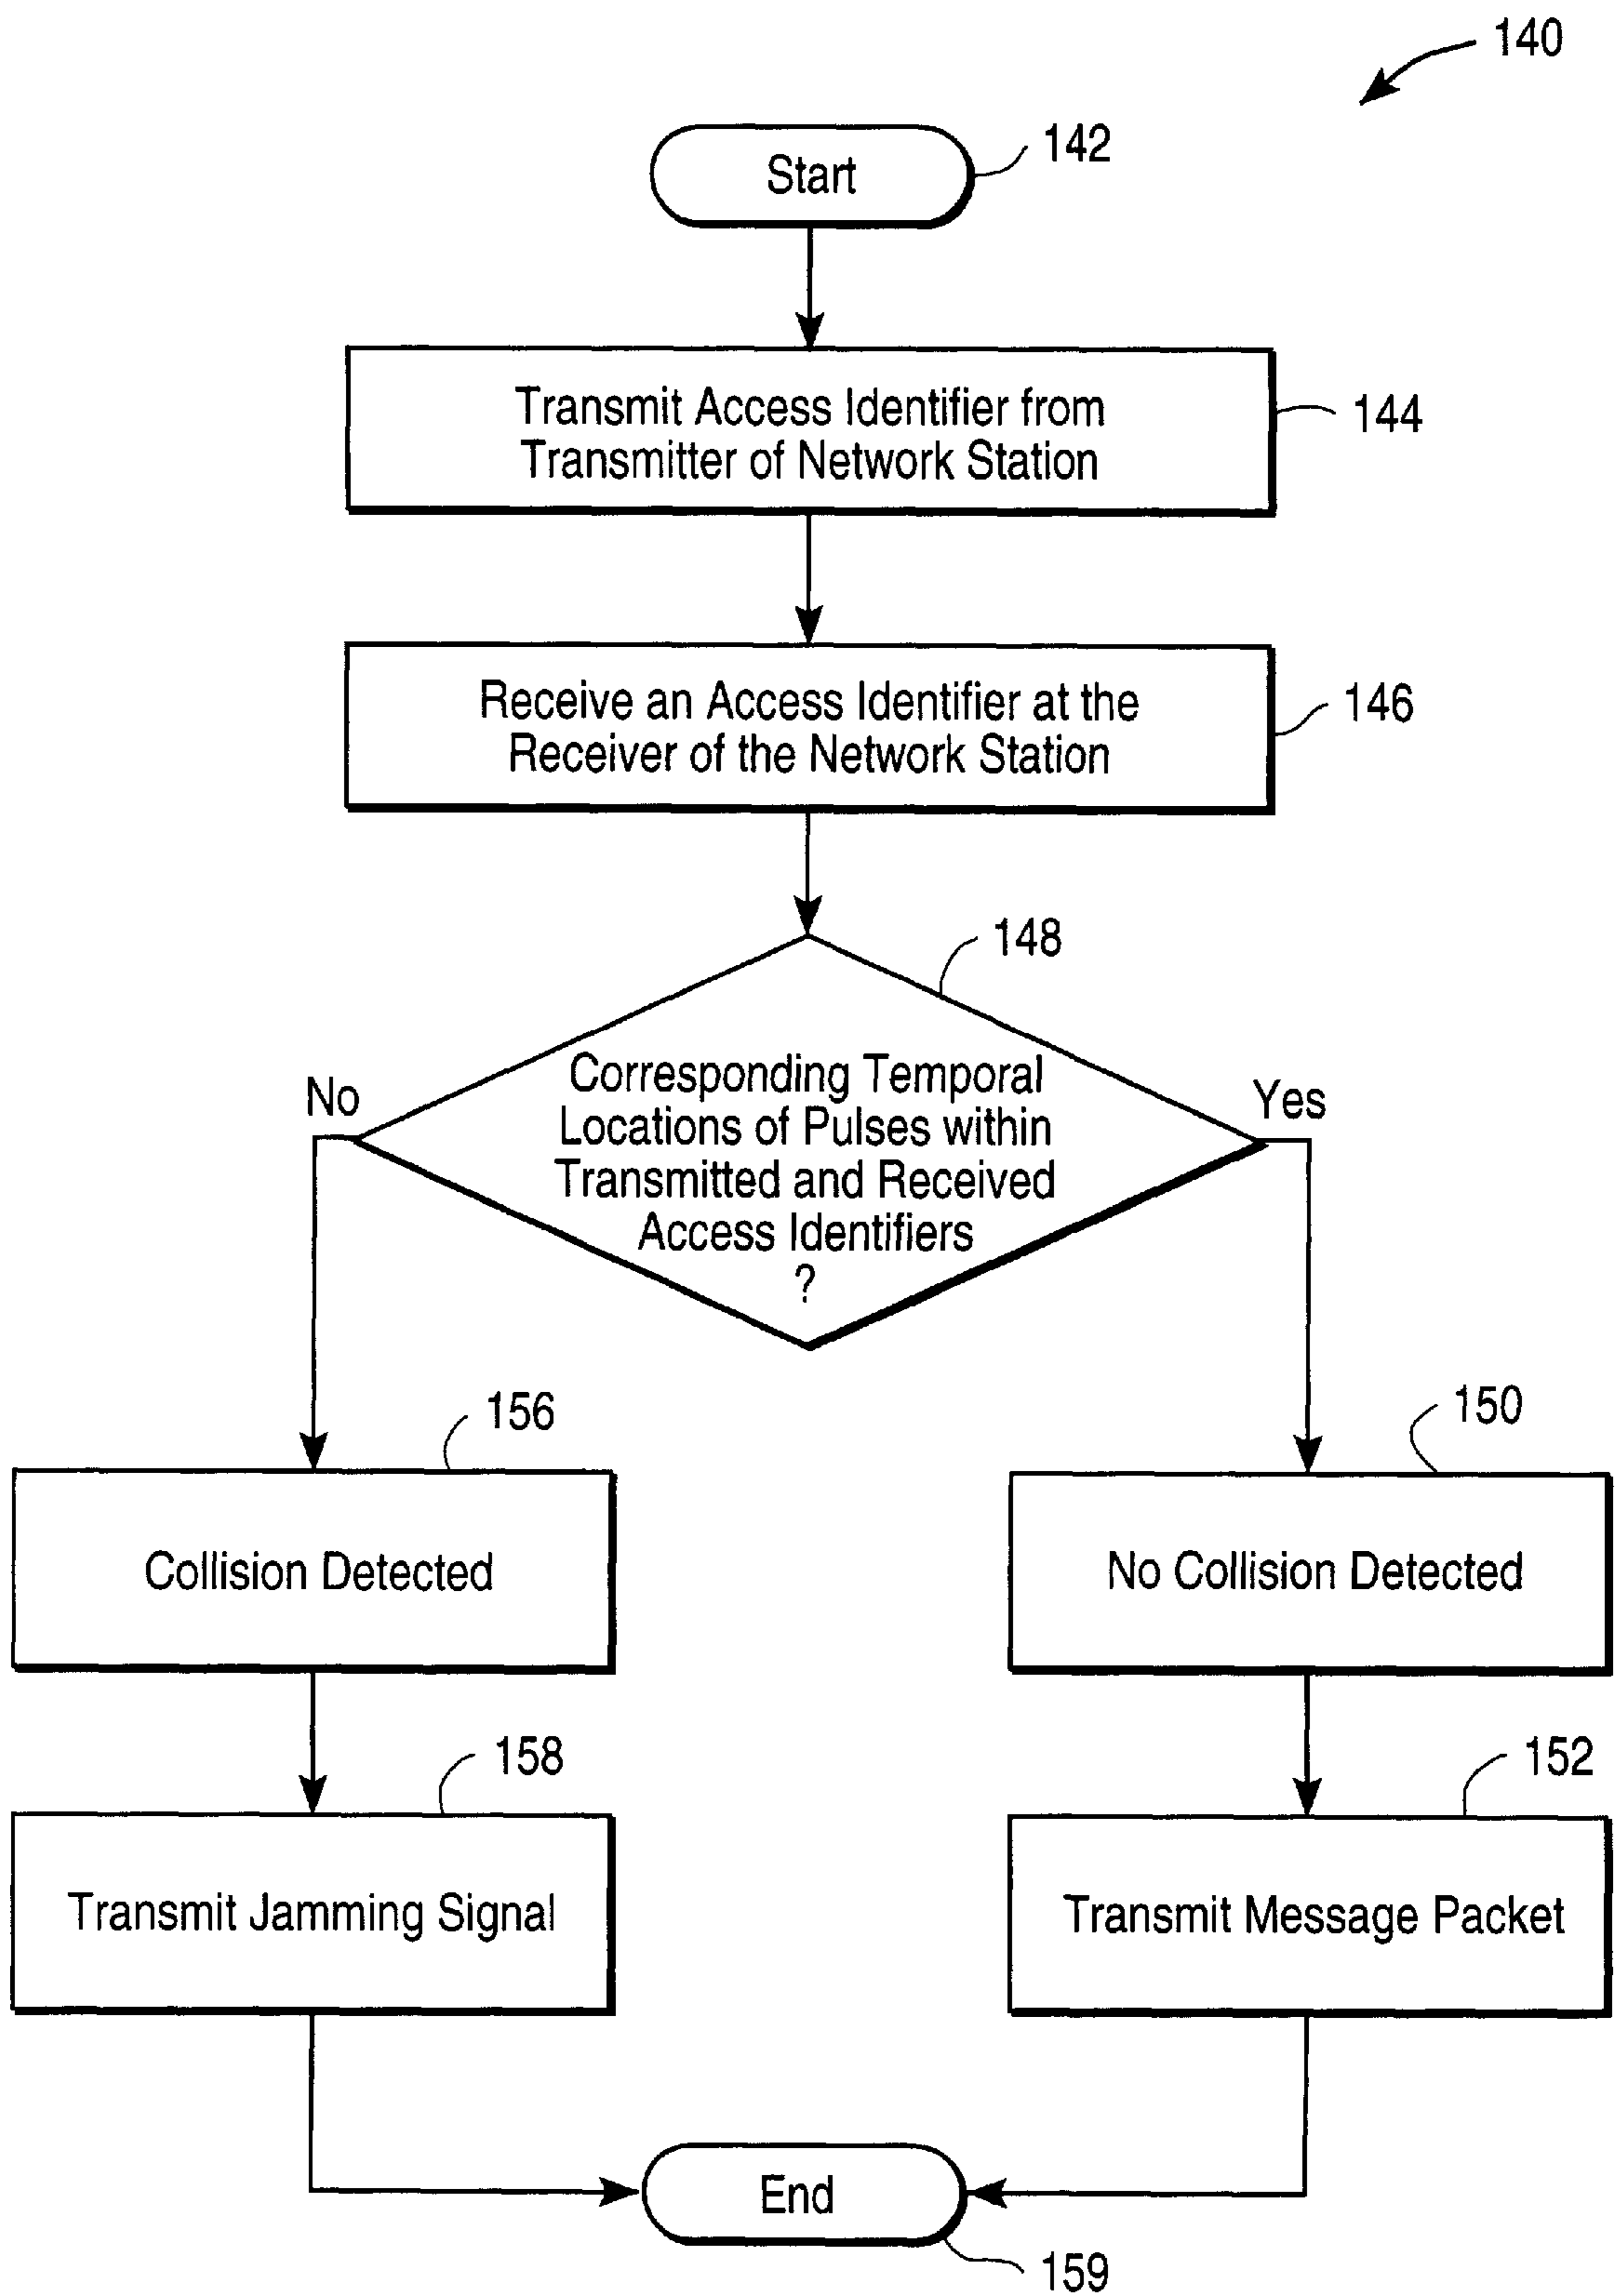 140
Start
142
Transmit Access Identifier from
Transmitter of Network Station
144
Receive an Access Identifier at the
Receiver of the Network Station
146
148
Corresponding Temporal
Locations of Pulses within
Transmitted and Received
Access Identifiers
?
No
Yes
156
150
Collision Detected
No Collision Detected
158
152
Transmit Jamming Signal
Transmit Message Packet
End
159